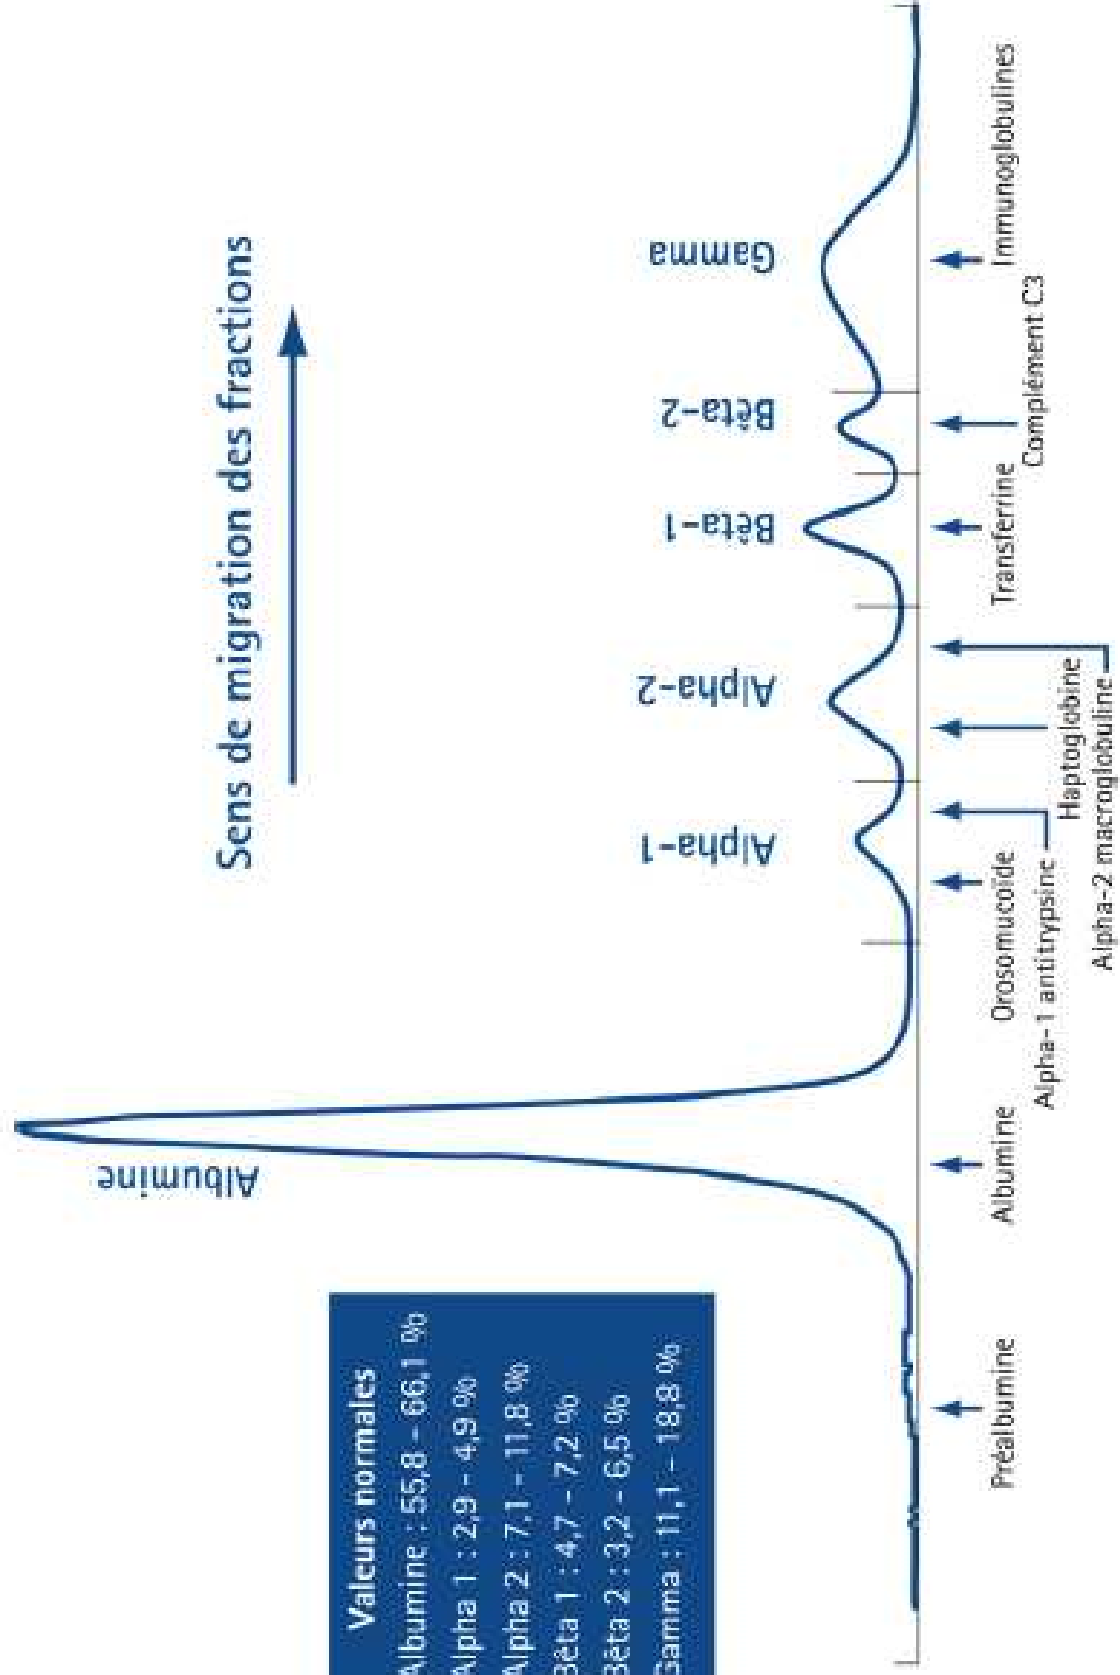 Sens de migration des fractions
Valeurs normales
Albumine : 55,8 - 66,1 %
Alpha 1 : 2,9 - 4,9 %
Alpha 2 : 7,1 - 11,8 %
Bêta 1 : 4,7 - 7,2 %
Bêta 2 : 3,2 - 6,5 %
Gamma : 11,1 - 18,8 %
Albumine
Alpha-1
Alpha-2
Bêta-1
Bêta-2
Gamma
Préalbumine
Albumine
Orosomucoïde
Alpha-1 antitrypsine
Haptoglobine
Alpha-2 macroglobuline
Transferrine
Complément C3
Immunoglobulines